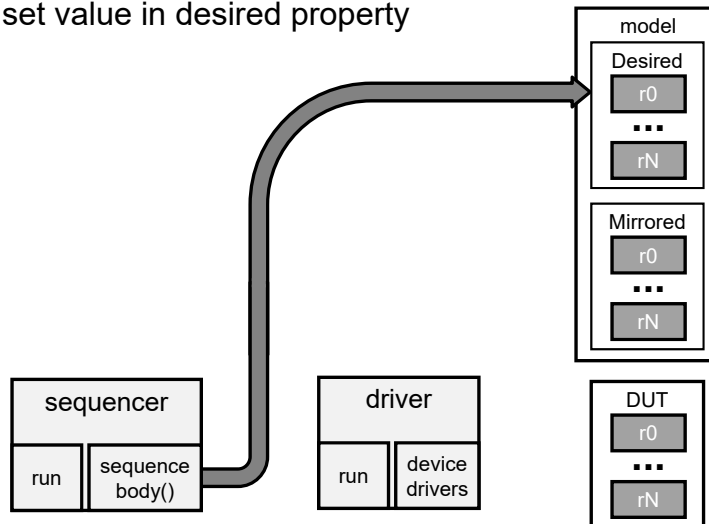 set value in desired property
model
Desired
r0
...
rN
Mirrored
r0
...
rN
sequencer
run
sequence
body()
driver
run
device
drivers
DUT
r0
...
rN